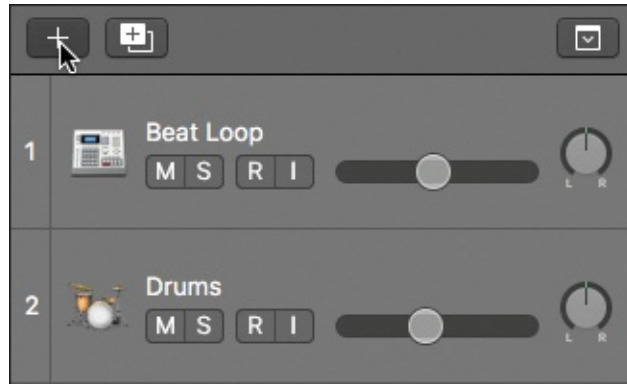 1
Beat Loop
M S R I
L R
2
Drums
M S R I
L R